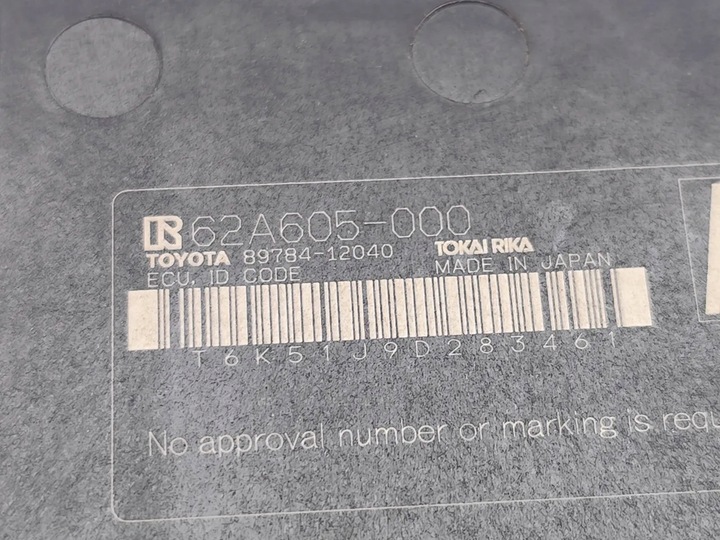 62A605-000
TOYOTA 89784-12040 TOKAI RIKA
ECU, ID CODE MADE IN JAPAN
T6K51J9D283461
No approval number or marking is